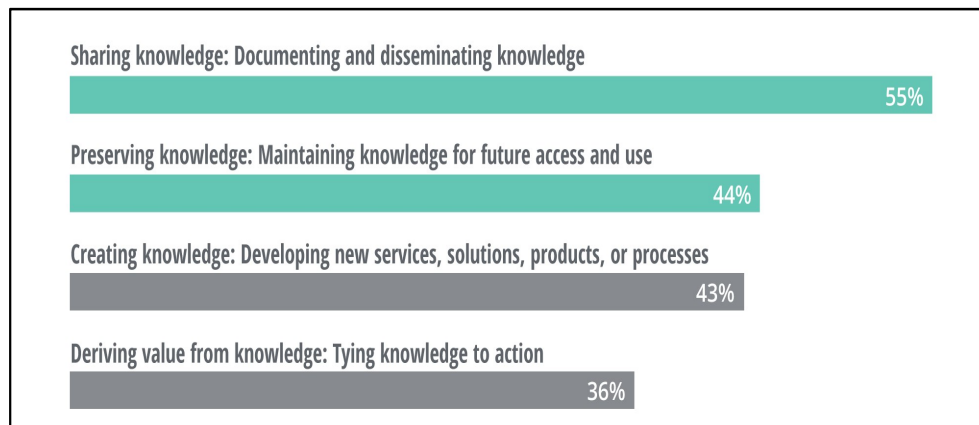 Sharing knowledge: Documenting and disseminating knowledge
55%
Preserving knowledge: Maintaining knowledge for future access and use
44%
Creating knowledge: Developing new services, solutions, products, or processes
43%
Deriving value from knowledge: Tying knowledge to action
36%